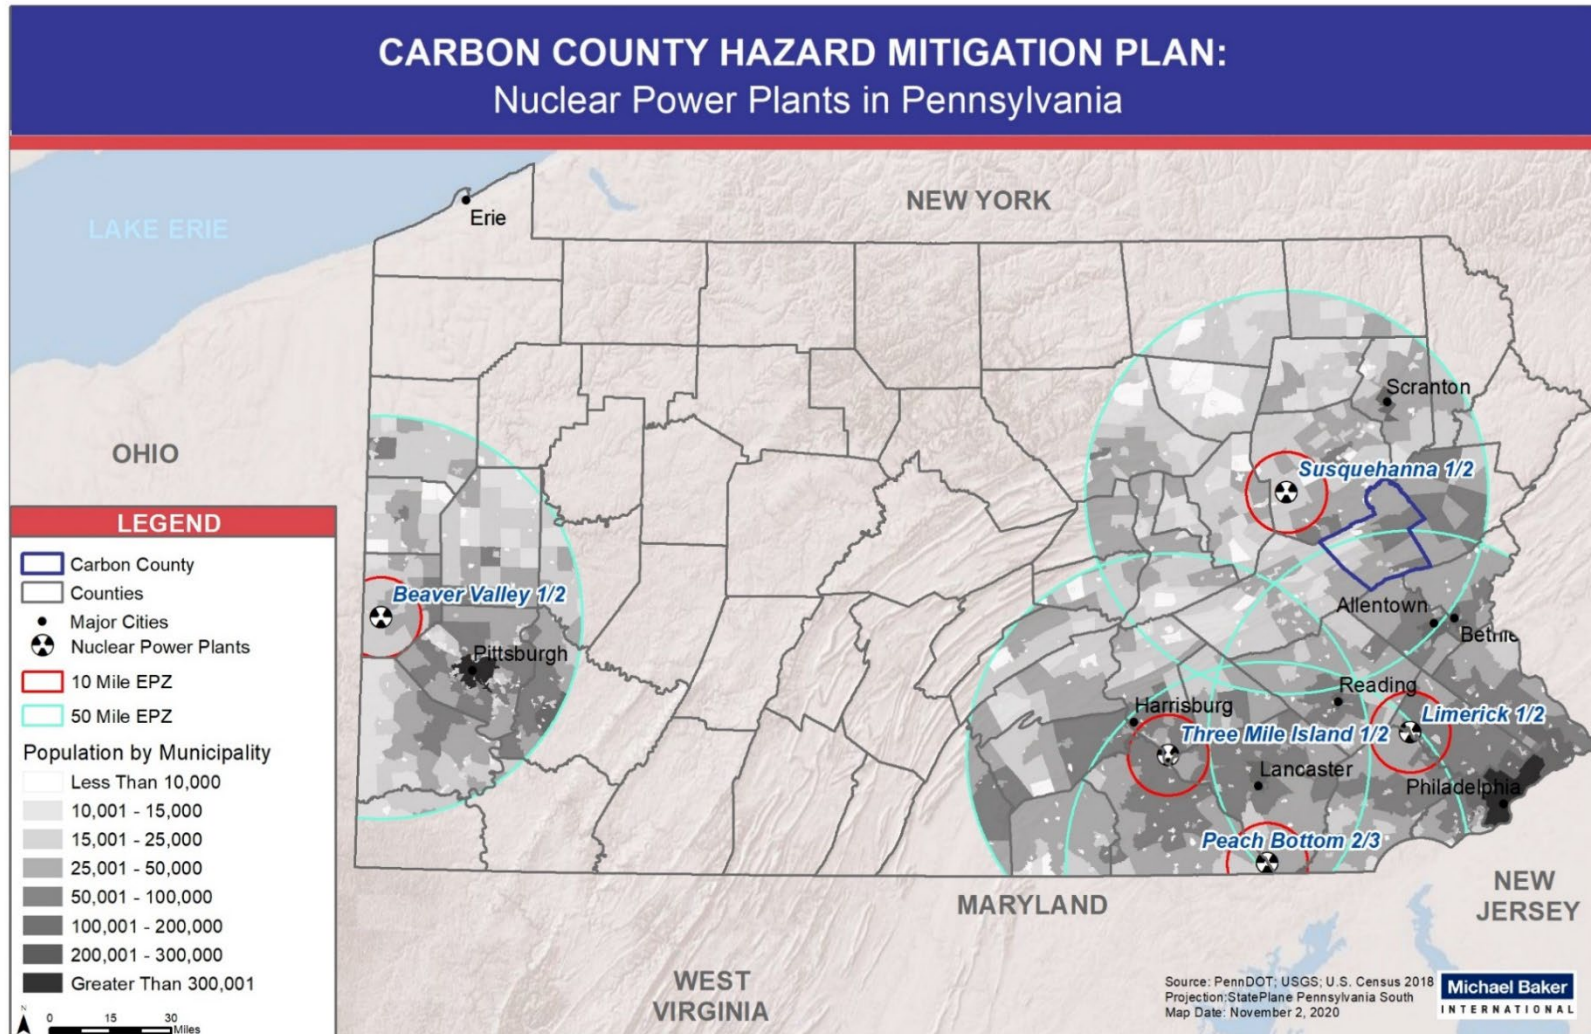 CARBON COUNTY HAZARD MITIGATION PLAN:
Nuclear Power Plants in Pennsylvania
LAKE ERIE
Erie
NEW YORK
OHIO
Scranton
Susquehanna 1/2
Beaver Valley 1/2
Pittsburgh
Allentown
Bethle
Reading
Harrisburg
Limerick 1/2
Three Mile Island 1/2
Lancaster
Philadelphia
Peach Bottom 2/3
MARYLAND
NEW
JERSEY
WEST
VIRGINIA
LEGEND
Carbon County
Counties
Major Cities
Nuclear Power Plants
10 Mile EPZ
50 Mile EPZ
Population by Municipality
Less Than 10,000
10,001 - 15,000
15,001 - 25,000
25,001 - 50,000
50,001 - 100,000
100,001 - 200,000
200,001 - 300,000
Greater Than 300,001
N
0 15 30
Miles
Source: PennDOT; USGS; U.S. Census 2018
Projection:StatePlane Pennsylvania South
Map Date: November 2, 2020
Michael Baker
INTERNATIONAL